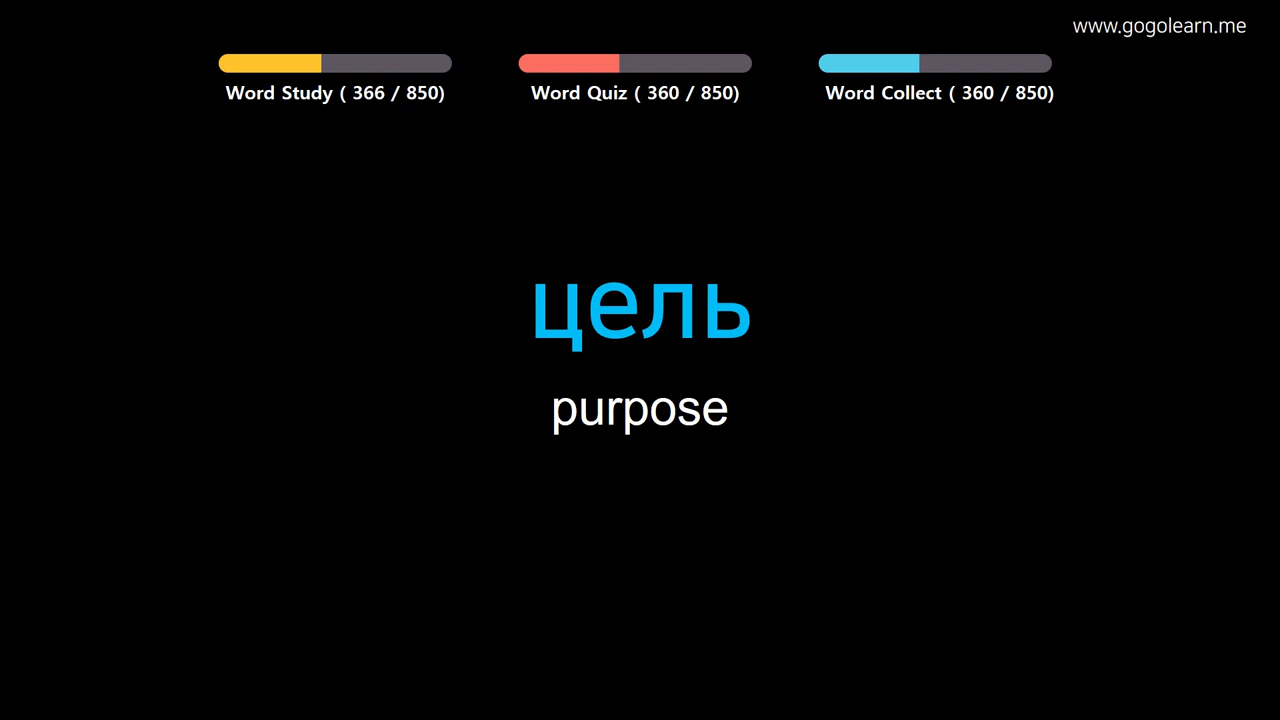 www.gogolearn.me
Word Study ( 366 / 850)
Word Quiz ( 360 / 850)
Word Collect ( 360 / 850)
цель
purpose